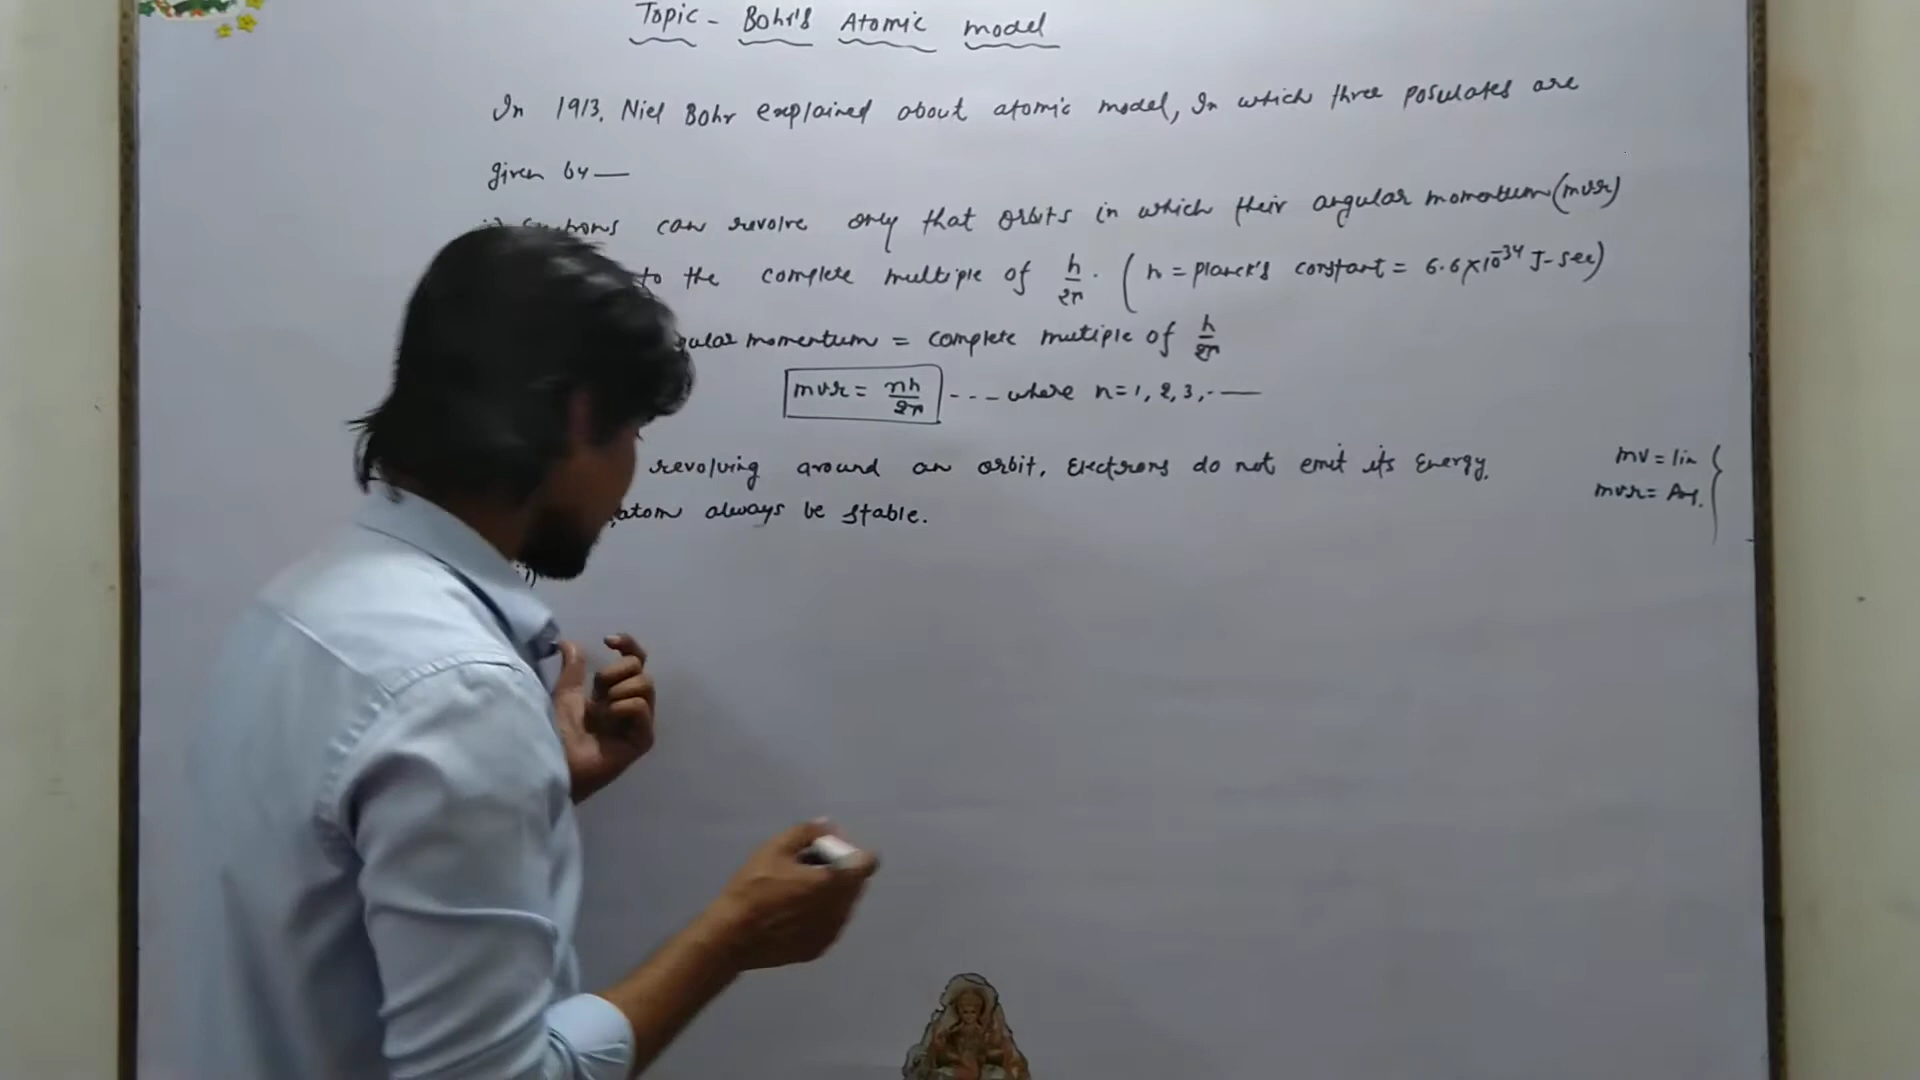 Topic - Bohr's Atomic model
In 1913, Niel Bohr explained about atomic model, In which three posulates are
given by —
can revolve only that orbits in which their angular momentum (mvr)
to the complete multiple of h/2π. (h = planck's constant = 6.6×10⁻³⁴ J-sec)
momentum = complete mutiple of h/2π
mvr = nh/2π --- where n=1, 2, 3, - —
revolving around an orbit, Electrons do not emit its Energy.
atom always be stable.
mv = lin
mvr = Ang.